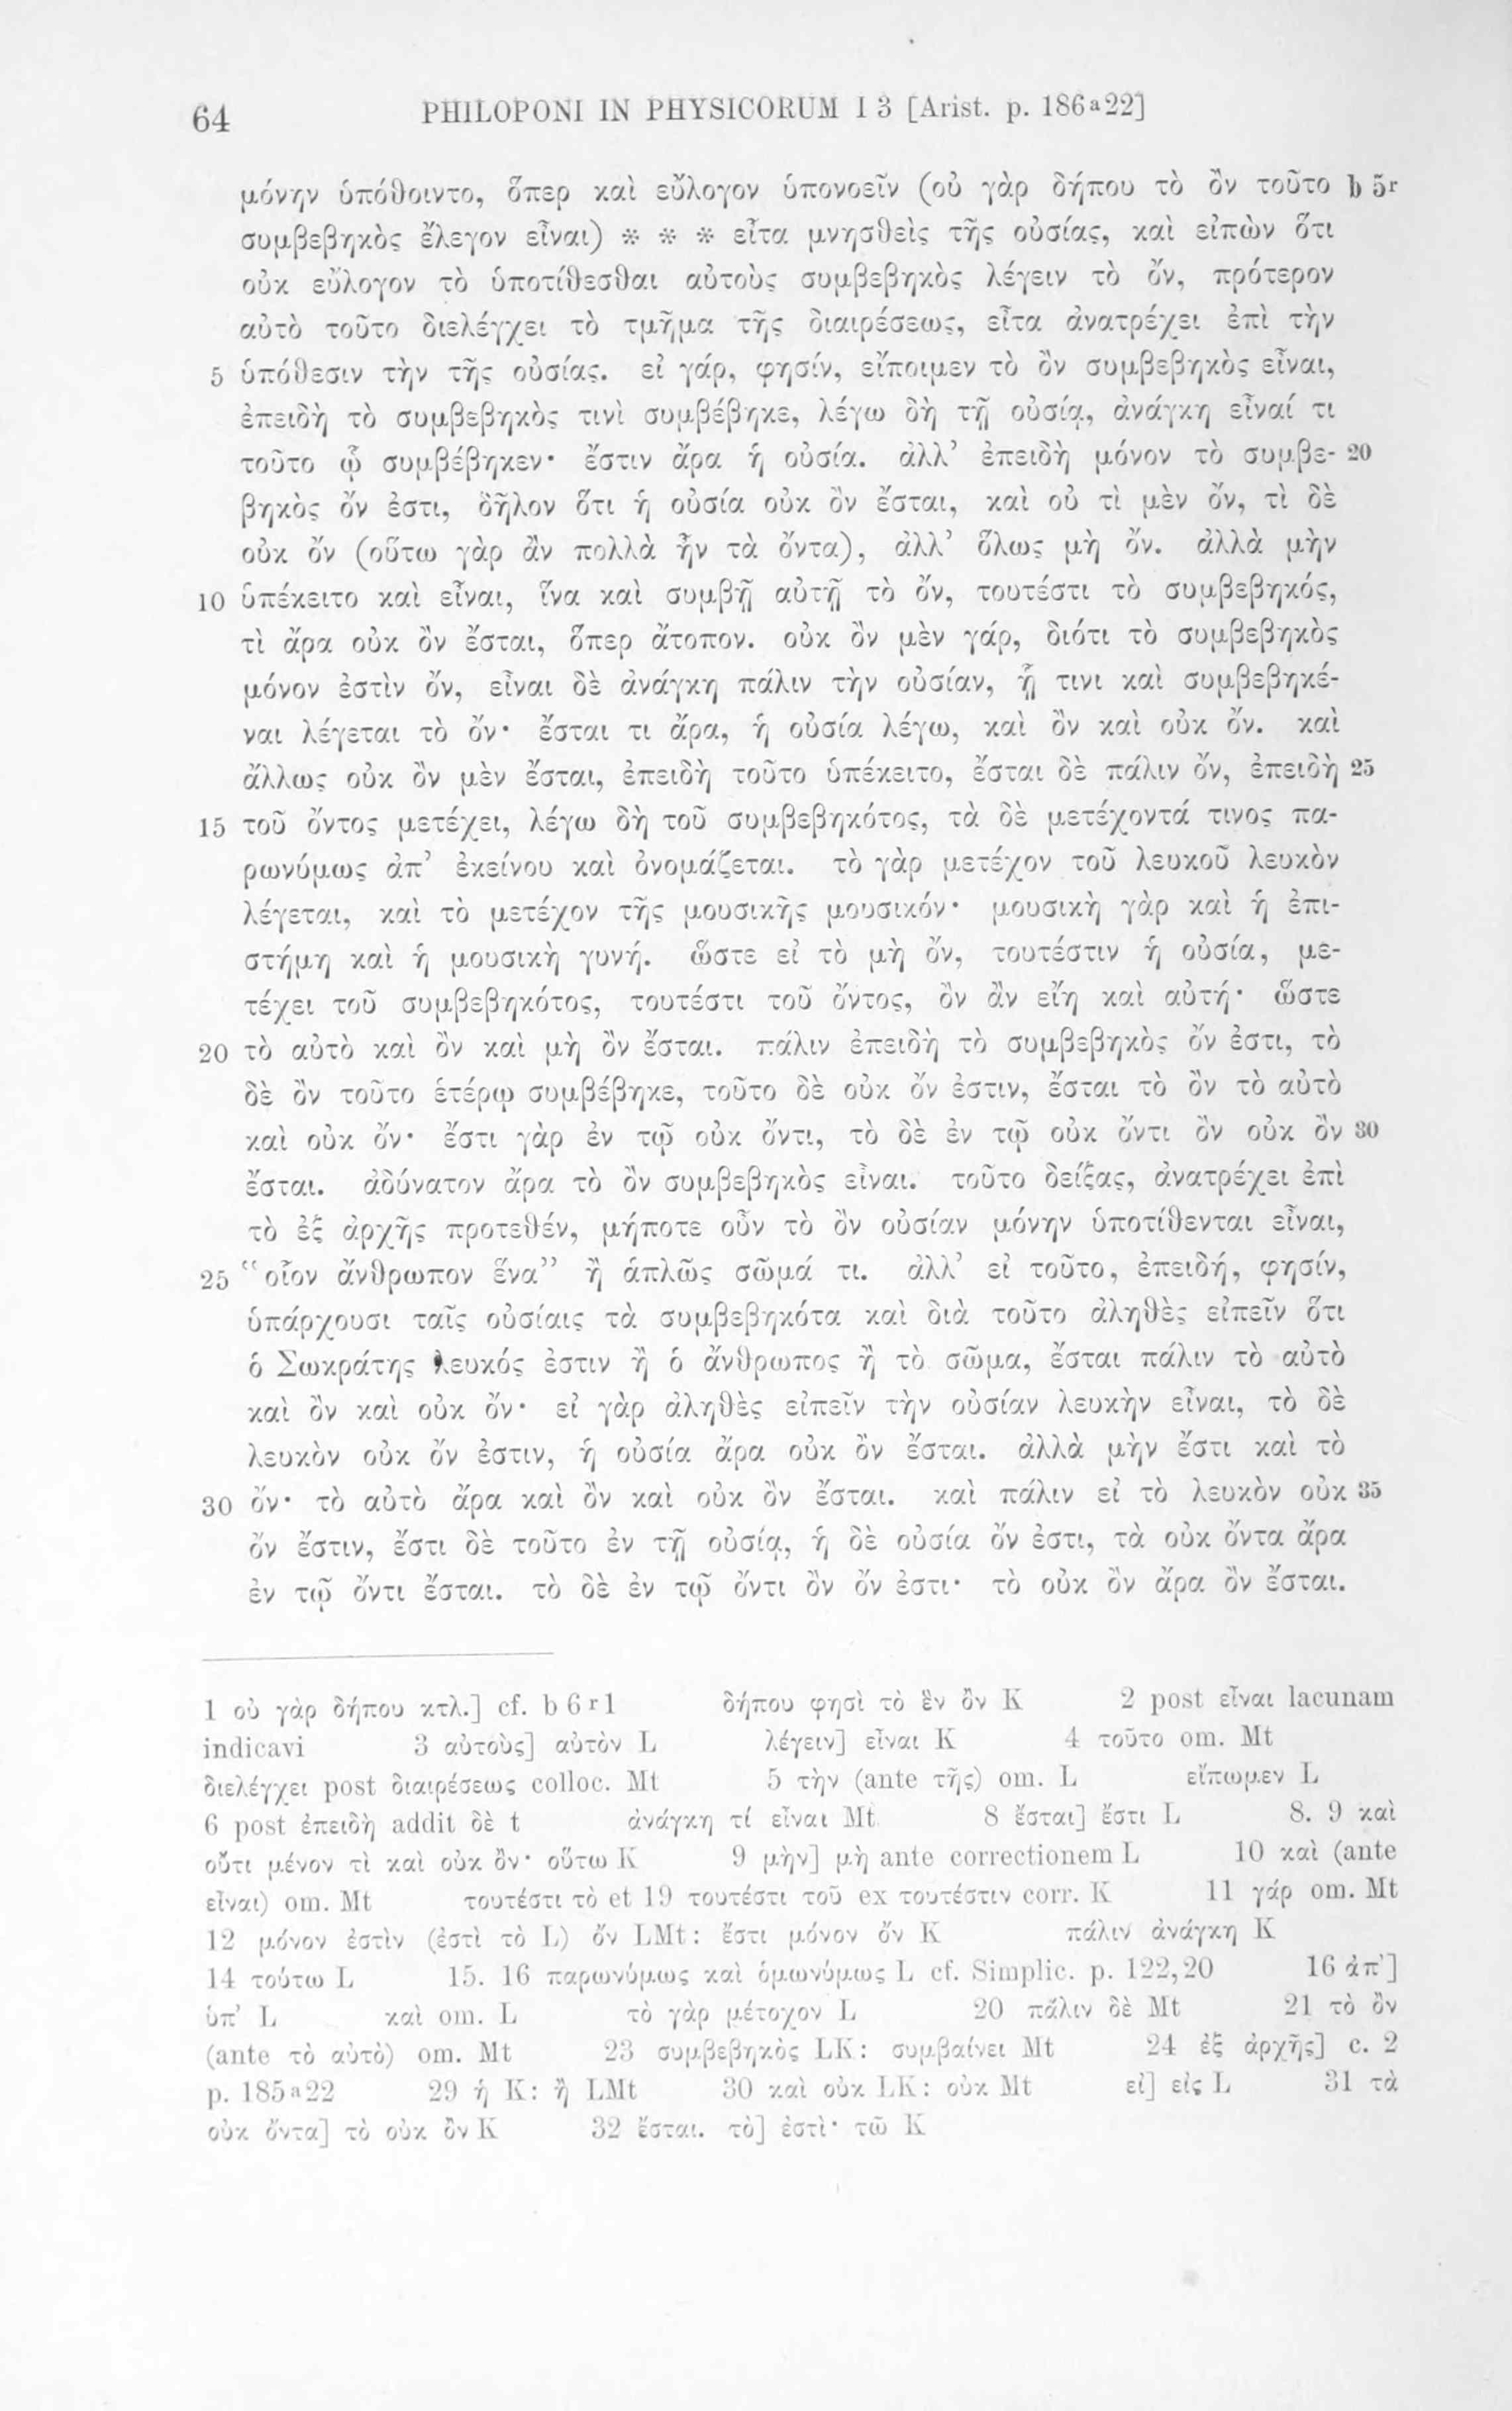 64 PHILOPONI IN PHYSICORUM I 3 [Arist. p. 186a22]
μόνην ὑπόθοιντο, ὅπερ καὶ εὔλογον ὑπονοεῖν (οὐ γὰρ δήπου τὸ ὂν τοῦτο b 5r
συμβεβηκὸς ἔλεγον εἶναι) * * * εἶτα μνησθεὶς τῆς οὐσίας, καὶ εἰπὼν ὅτι
οὐκ εὔλογον τὸ ὑποτίθεσθαι αὐτοὺς συμβεβηκὸς λέγειν τὸ ὄν, πρότερον
αὐτὸ τοῦτο διελέγχει τὸ τμῆμα τῆς διαιρέσεως, εἶτα ἀνατρέχει ἐπὶ τὴν
5 ὑπόθεσιν τὴν τῆς οὐσίας. εἰ γάρ, φησίν, εἴποιμεν τὸ ὂν συμβεβηκὸς εἶναι,
ἐπειδὴ τὸ συμβεβηκὸς τινὶ συμβέβηκε, λέγω δὴ τῇ οὐσίᾳ, ἀνάγκη εἶναί τι
τοῦτο ᾧ συμβέβηκεν· ἔστιν ἄρα ἡ οὐσία. ἀλλ’ ἐπειδὴ μόνον τὸ συμβε- 20
βηκὸς ὄν ἐστι, δῆλον ὅτι ἡ οὐσία οὐκ ὂν ἔσται, καὶ οὐ τὶ μὲν ὄν, τὶ δὲ
οὐκ ὄν (οὕτω γὰρ ἂν πολλὰ ἦν τὰ ὄντα), ἀλλ’ ὅλως μὴ ὄν. ἀλλὰ μὴν
10 ὑπέκειτο καὶ εἶναι, ἵνα καὶ συμβῇ αὐτῇ τὸ ὄν, τουτέστι τὸ συμβεβηκός,
τὶ ἄρα οὐκ ὂν ἔσται, ὅπερ ἄτοπον. οὐκ ὂν μὲν γάρ, διότι τὸ συμβεβηκὸς
μόνον ἐστὶν ὄν, εἶναι δὲ ἀνάγκη πάλιν τὴν οὐσίαν, ᾗ τινι καὶ συμβεβηκέ-
ναι λέγεται τὸ ὄν· ἔσται τι ἄρα, ἡ οὐσία λέγω, καὶ ὂν καὶ οὐκ ὄν. καὶ
ἄλλως οὐκ ὂν μὲν ἔσται, ἐπειδὴ τοῦτο ὑπέκειτο, ἔσται δὲ πάλιν ὄν, ἐπειδὴ 25
15 τοῦ ὄντος μετέχει, λέγω δὴ τοῦ συμβεβηκότος, τὰ δὲ μετέχοντά τινος πα-
ρωνύμως ἀπ’ ἐκείνου καὶ ὀνομάζεται. τὸ γὰρ μετέχον τοῦ λευκοῦ λευκὸν
λέγεται, καὶ τὸ μετέχον τῆς μουσικῆς μουσικόν· μουσικὴ γὰρ καὶ ἡ ἐπι-
στήμη καὶ ἡ μουσικὴ γυνή. ὥστε εἰ τὸ μὴ ὄν, τουτέστιν ἡ οὐσία, με-
τέχει τοῦ συμβεβηκότος, τουτέστι τοῦ ὄντος, ὂν ἂν εἴη καὶ αὐτή· ὥστε
20 τὸ αὐτὸ καὶ ὂν καὶ μὴ ὂν ἔσται. πάλιν ἐπειδὴ τὸ συμβεβηκὸς ὄν ἐστι, τὸ
δὲ ὂν τοῦτο ἑτέρῳ συμβέβηκε, τοῦτο δὲ οὐκ ὄν ἐστιν, ἔσται τὸ ὂν τὸ αὐτὸ
καὶ οὐκ ὄν· ἔστι γὰρ ἐν τῷ οὐκ ὄντι, τὸ δὲ ἐν τῷ οὐκ ὄντι ὂν οὐκ ὂν 30
ἔσται. ἀδύνατον ἄρα τὸ ὂν συμβεβηκὸς εἶναι. τοῦτο δείξας, ἀνατρέχει ἐπὶ
τὸ ἐξ ἀρχῆς προτεθέν, μήποτε οὖν τὸ ὂν οὐσίαν μόνην ὑποτίθενται εἶναι,
25 “οἷον ἄνθρωπον ἕνα” ἢ ἁπλῶς σῶμά τι. ἀλλ’ εἰ τοῦτο, ἐπειδή, φησίν,
ὑπάρχουσι ταῖς οὐσίαις τὰ συμβεβηκότα καὶ διὰ τοῦτο ἀληθὲς εἰπεῖν ὅτι
ὁ Σωκράτης λευκός ἐστιν ἢ ὁ ἄνθρωπος ἢ τὸ σῶμα, ἔσται πάλιν τὸ αὐτὸ
καὶ ὂν καὶ οὐκ ὄν· εἰ γὰρ ἀληθὲς εἰπεῖν τὴν οὐσίαν λευκὴν εἶναι, τὸ δὲ
λευκὸν οὐκ ὄν ἐστιν, ἡ οὐσία ἄρα οὐκ ὂν ἔσται. ἀλλὰ μὴν ἔστι καὶ τὸ
30 ὄν· τὸ αὐτὸ ἄρα καὶ ὂν καὶ οὐκ ὂν ἔσται. καὶ πάλιν εἰ τὸ λευκὸν οὐκ 35
ὄν ἔστιν, ἔστι δὲ τοῦτο ἐν τῇ οὐσίᾳ, ἡ δὲ οὐσία ὄν ἐστι, τὰ οὐκ ὄντα ἄρα
ἐν τῷ ὄντι ἔσται. τὸ δὲ ἐν τῷ ὄντι ὂν ὄν ἐστι· τὸ οὐκ ὂν ἄρα ὂν ἔσται.
1 οὐ γὰρ δήπου κτλ.] cf. b 6r1 δήπου φησὶ τὸ ἓν ὂν K 2 post εἶναι lacunam
indicavi 3 αὐτοὺς] αὐτὸν L λέγειν] εἶναι K 4 τοῦτο om. Mt
διελέγχει post διαιρέσεως colloc. Mt 5 τὴν (ante τῆς) om. L εἴπωμεν L
6 post ἐπειδὴ addit δὲ t ἀνάγκη τί εἶναι Mt 8 ἔσται] ἔστι L 8. 9 καὶ
οὔτι μένον τὶ καὶ οὐκ ὄν· οὕτω K 9 μὴν] μὴ ante correctionem L 10 καὶ (ante
εἶναι) om. Mt τουτέστι τὸ et 19 τουτέστι τοῦ ex τουτέστιν corr. K 11 γάρ om. Mt
12 μόνον ἐστὶν (ἐστὶ τὸ L) ὄν LMt: ἔστι μόνον ὄν K πάλιν ἀνάγκη K
14 τούτω L 15. 16 παρωνύμως καὶ ὁμωνύμως L cf. Simplic. p. 122,20 16 ἀπ’]
ὑπ’ L καὶ om. L τὸ γὰρ μέτοχον L 20 πάλιν δὲ Mt 21 τὸ ὂν
(ante τὸ αὐτὸ) om. Mt 23 συμβεβηκὸς LK: συμβαίνει Mt 24 ἐξ ἀρχῆς] c. 2
p. 185a22 29 ἡ K: ἢ LMt 30 καὶ οὐκ LK: οὐκ Mt εἰ] εἰς L 31 τὰ
οὐκ ὄντα] τὸ οὐκ ὂν K 32 ἔσται. τὸ] ἐστὶ· τῶ K